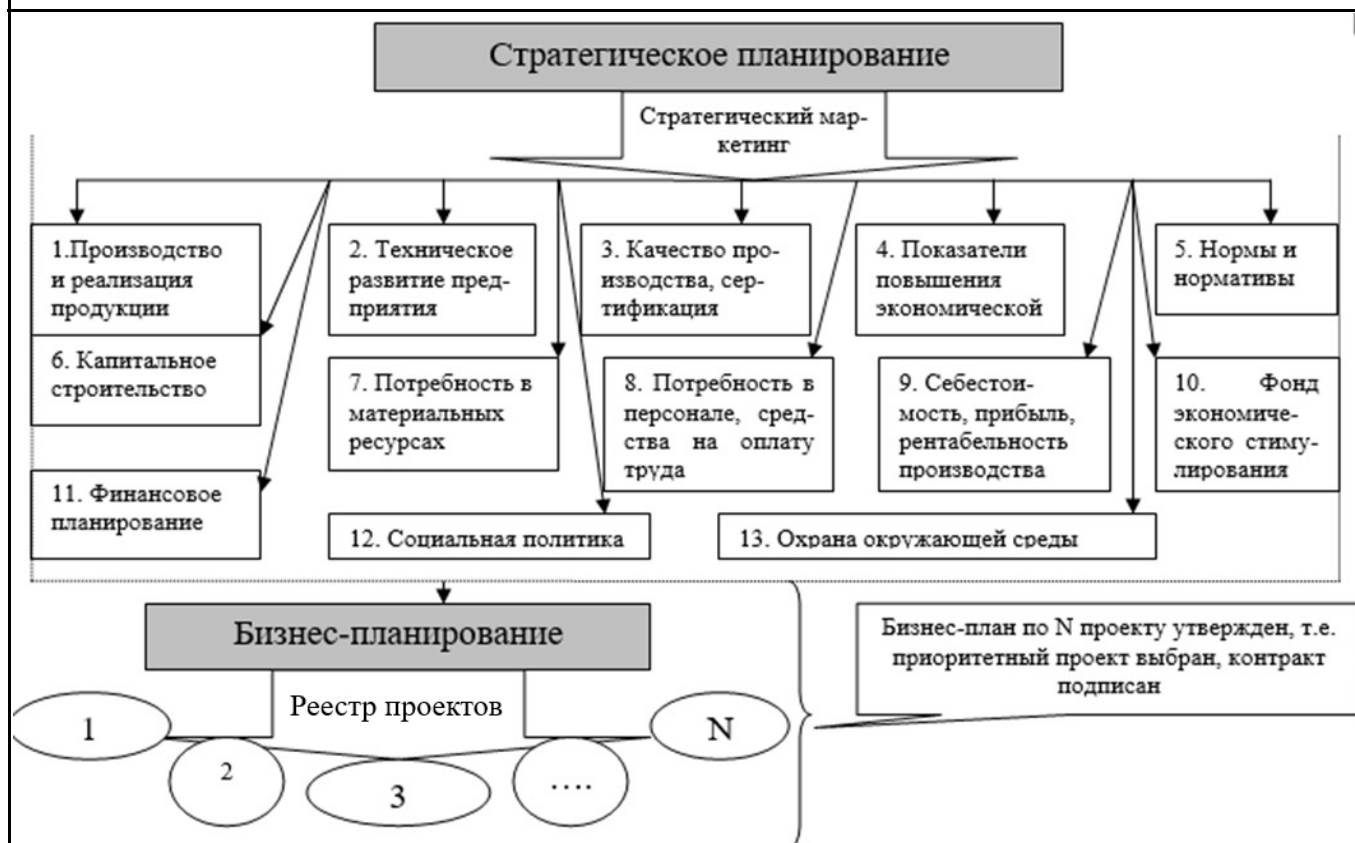 Стратегическое планирование
Стратегический мар-
кетинг
1.Производство
и реализация
продукции
2. Техническое
развитие пред-
приятия
3. Качество про-
изводства, сер-
тификация
4. Показатели
повышения
экономической
5. Нормы и
нормативы
6. Капитальное
строительство
7. Потребность в
материальных
ресурсах
8. Потребность в
персонале, сред-
ства на оплату
труда
9. Себестои-
мость, прибыль,
рентабельность
производства
10. Фонд
экономиче-
ского стиму-
лирования
11. Финансовое
планирование
12. Социальная политика
13. Охрана окружающей среды
Бизнес-планирование
Бизнес-план по N проекту утвержден, т.е.
приоритетный проект выбран, контракт
подписан
Реестр проектов
1
2
3
….
N